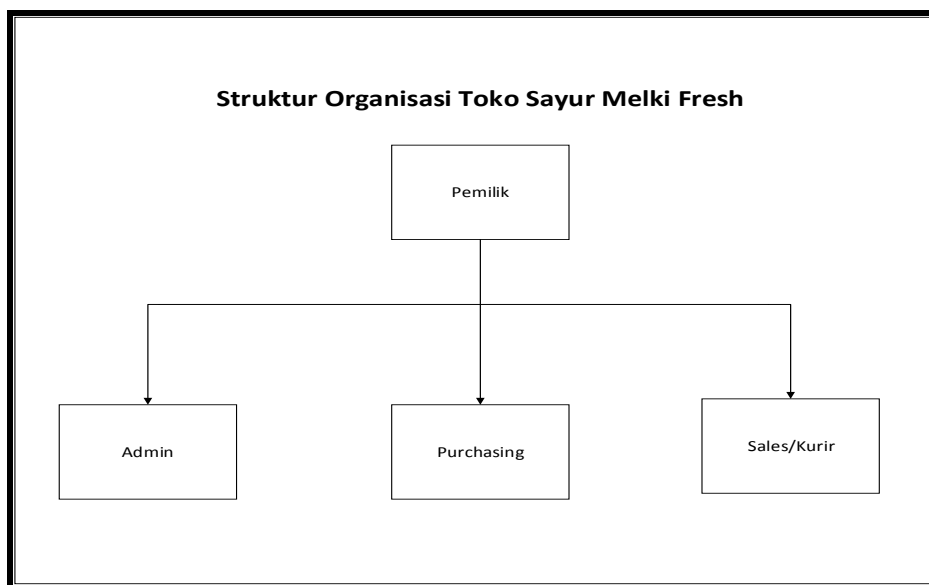 Struktur Organisasi Toko Sayur Melki Fresh
Pemilik
Admin
Purchasing
Sales/Kurir